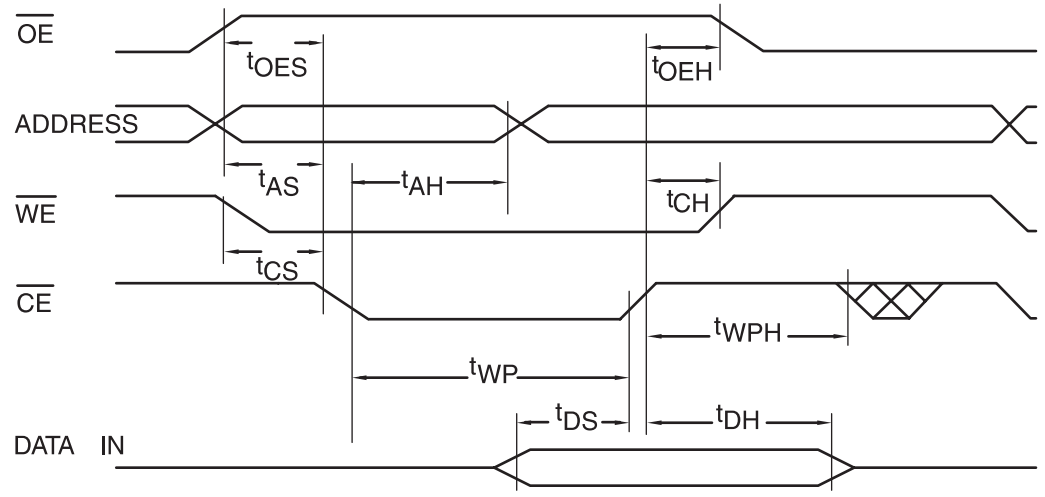 OE
tOES
tOEH
ADDRESS
tAS
tAH
tCH
WE
tCS
CE
tWPH
tWP
tDS
tDH
DATA IN